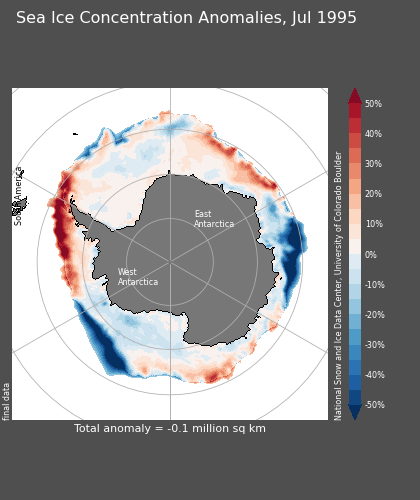 Sea Ice Concentration Anomalies, Jul 1995
South America
East
Antarctica
West
Antarctica
50%
40%
30%
20%
10%
0%
-10%
-20%
-30%
-40%
-50%
National Snow and Ice Data Center, University of Colorado Boulder
final data
Total anomaly = -0.1 million sq km